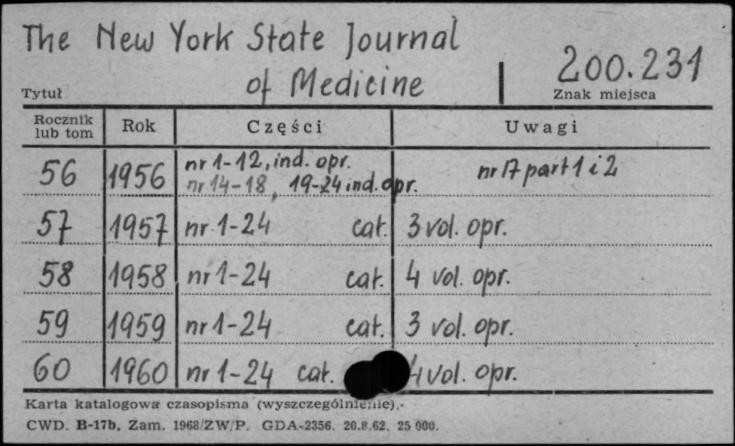 The New York State Journal
of Medicine
200.231
Tytuł
Znak miejsca
Rocznik lub tom Rok Części Uwagi
56 1956 nr 1-12, ind. opr.
nr 14-18, 19-24 ind. opr. nr 17 part 1 i 2
57 1957 nr 1-24 cał. 3 vol. opr.
58 1958 nr 1-24 cał. 4 vol. opr.
59 1959 nr 1-24 cał. 3 vol. opr.
60 1960 nr 1-24 cał. 4 vol. opr.
Karta katalogowa czasopisma (wyszczególnienie).
CWD. B-17b. Zam. 1968/ZW/P. GDA-2356. 20.8.62. 25 000.